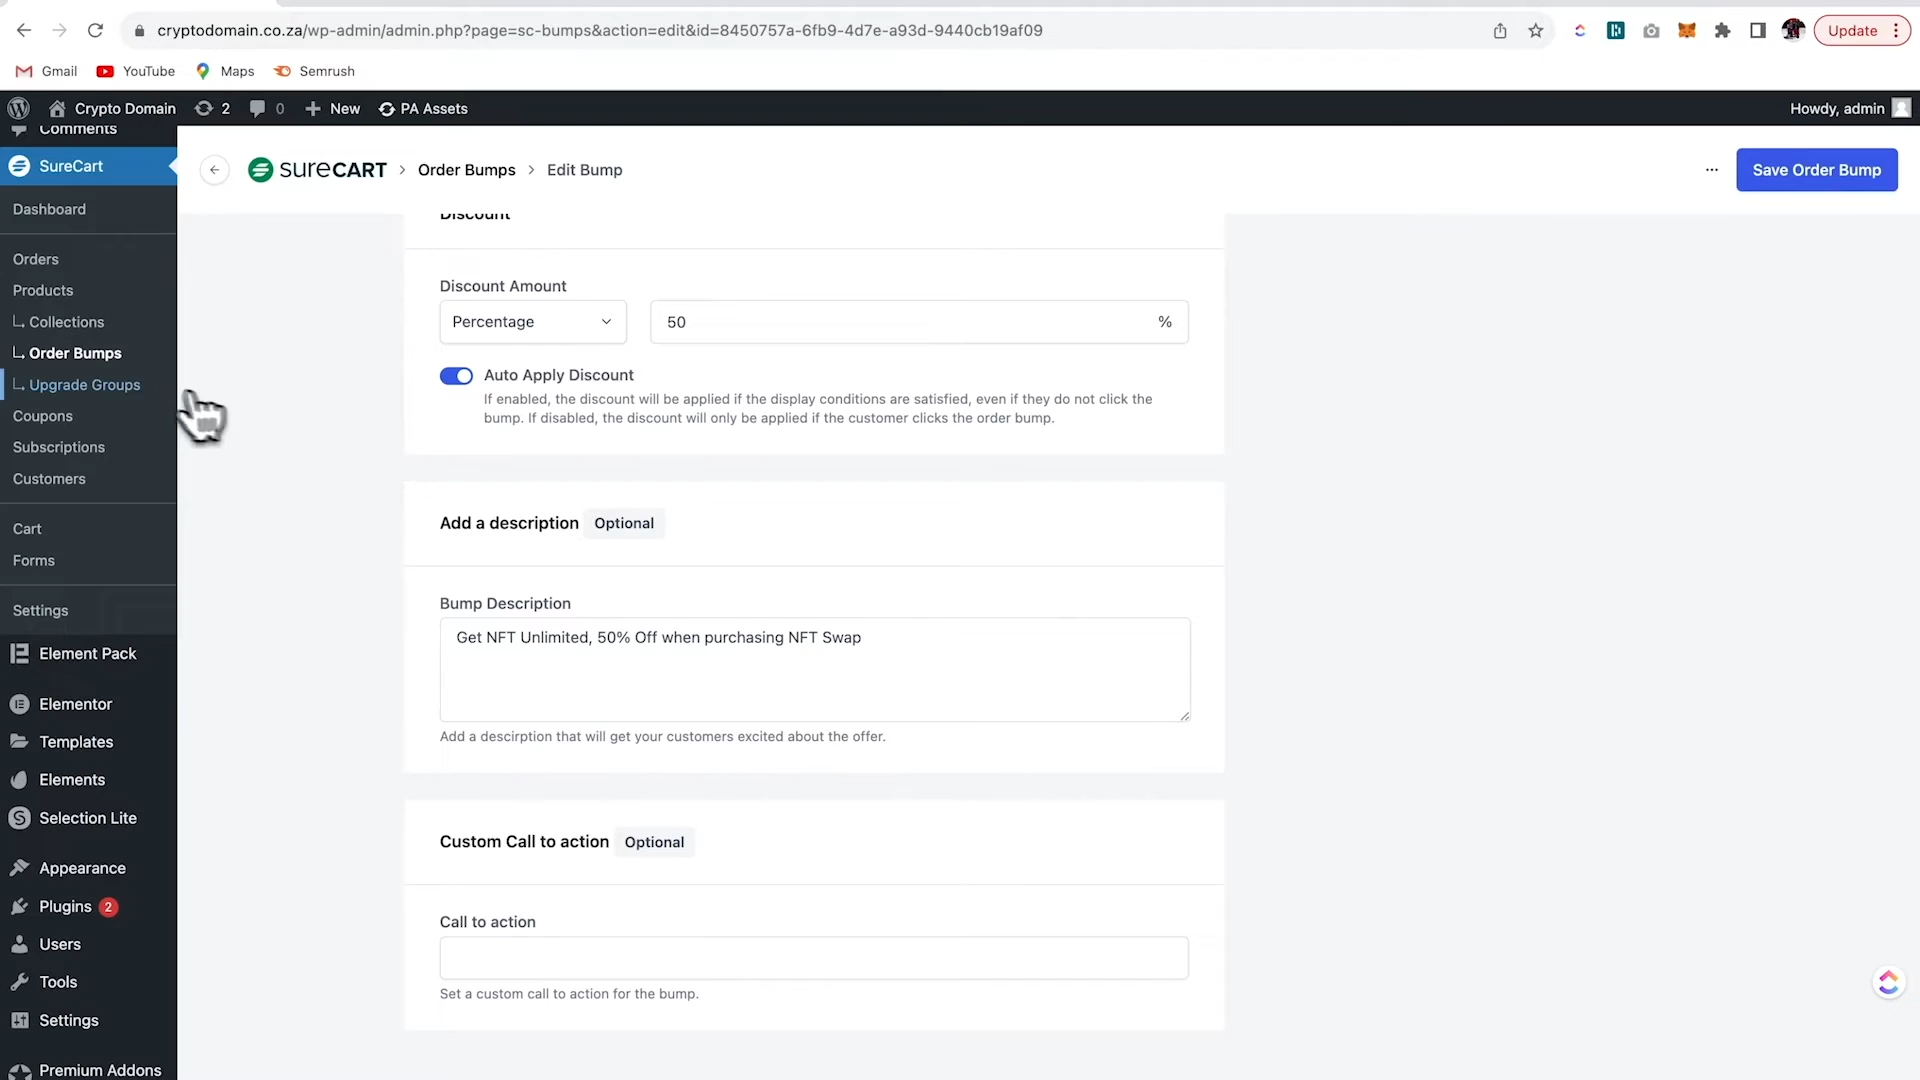 cryptodomain.co.za/wp-admin/admin.php?page=sc-bumps&action=edit&id=8450757a-6fb9-4d7e-a93d-9440cb19af09
Update
Gmail
YouTube
Maps
Semrush
Crypto Domain
2
0
New
PA Assets
Howdy, admin
Comments
SureCart
Dashboard
Orders
Products
Collections
Order Bumps
Upgrade Groups
Coupons
Subscriptions
Customers
Cart
Forms
Settings
Element Pack
Elementor
Templates
Elements
Selection Lite
Appearance
Plugins 2
Users
Tools
Settings
Premium Addons
SURECART > Order Bumps > Edit Bump
...
Save Order Bump
Discount
Discount Amount
Percentage
50
%
Auto Apply Discount
If enabled, the discount will be applied if the display conditions are satisfied, even if they do not click the
bump. If disabled, the discount will only be applied if the customer clicks the order bump.
Add a description Optional
Bump Description
Get NFT Unlimited, 50% Off when purchasing NFT Swap
Add a descirption that will get your customers excited about the offer.
Custom Call to action Optional
Call to action
Set a custom call to action for the bump.